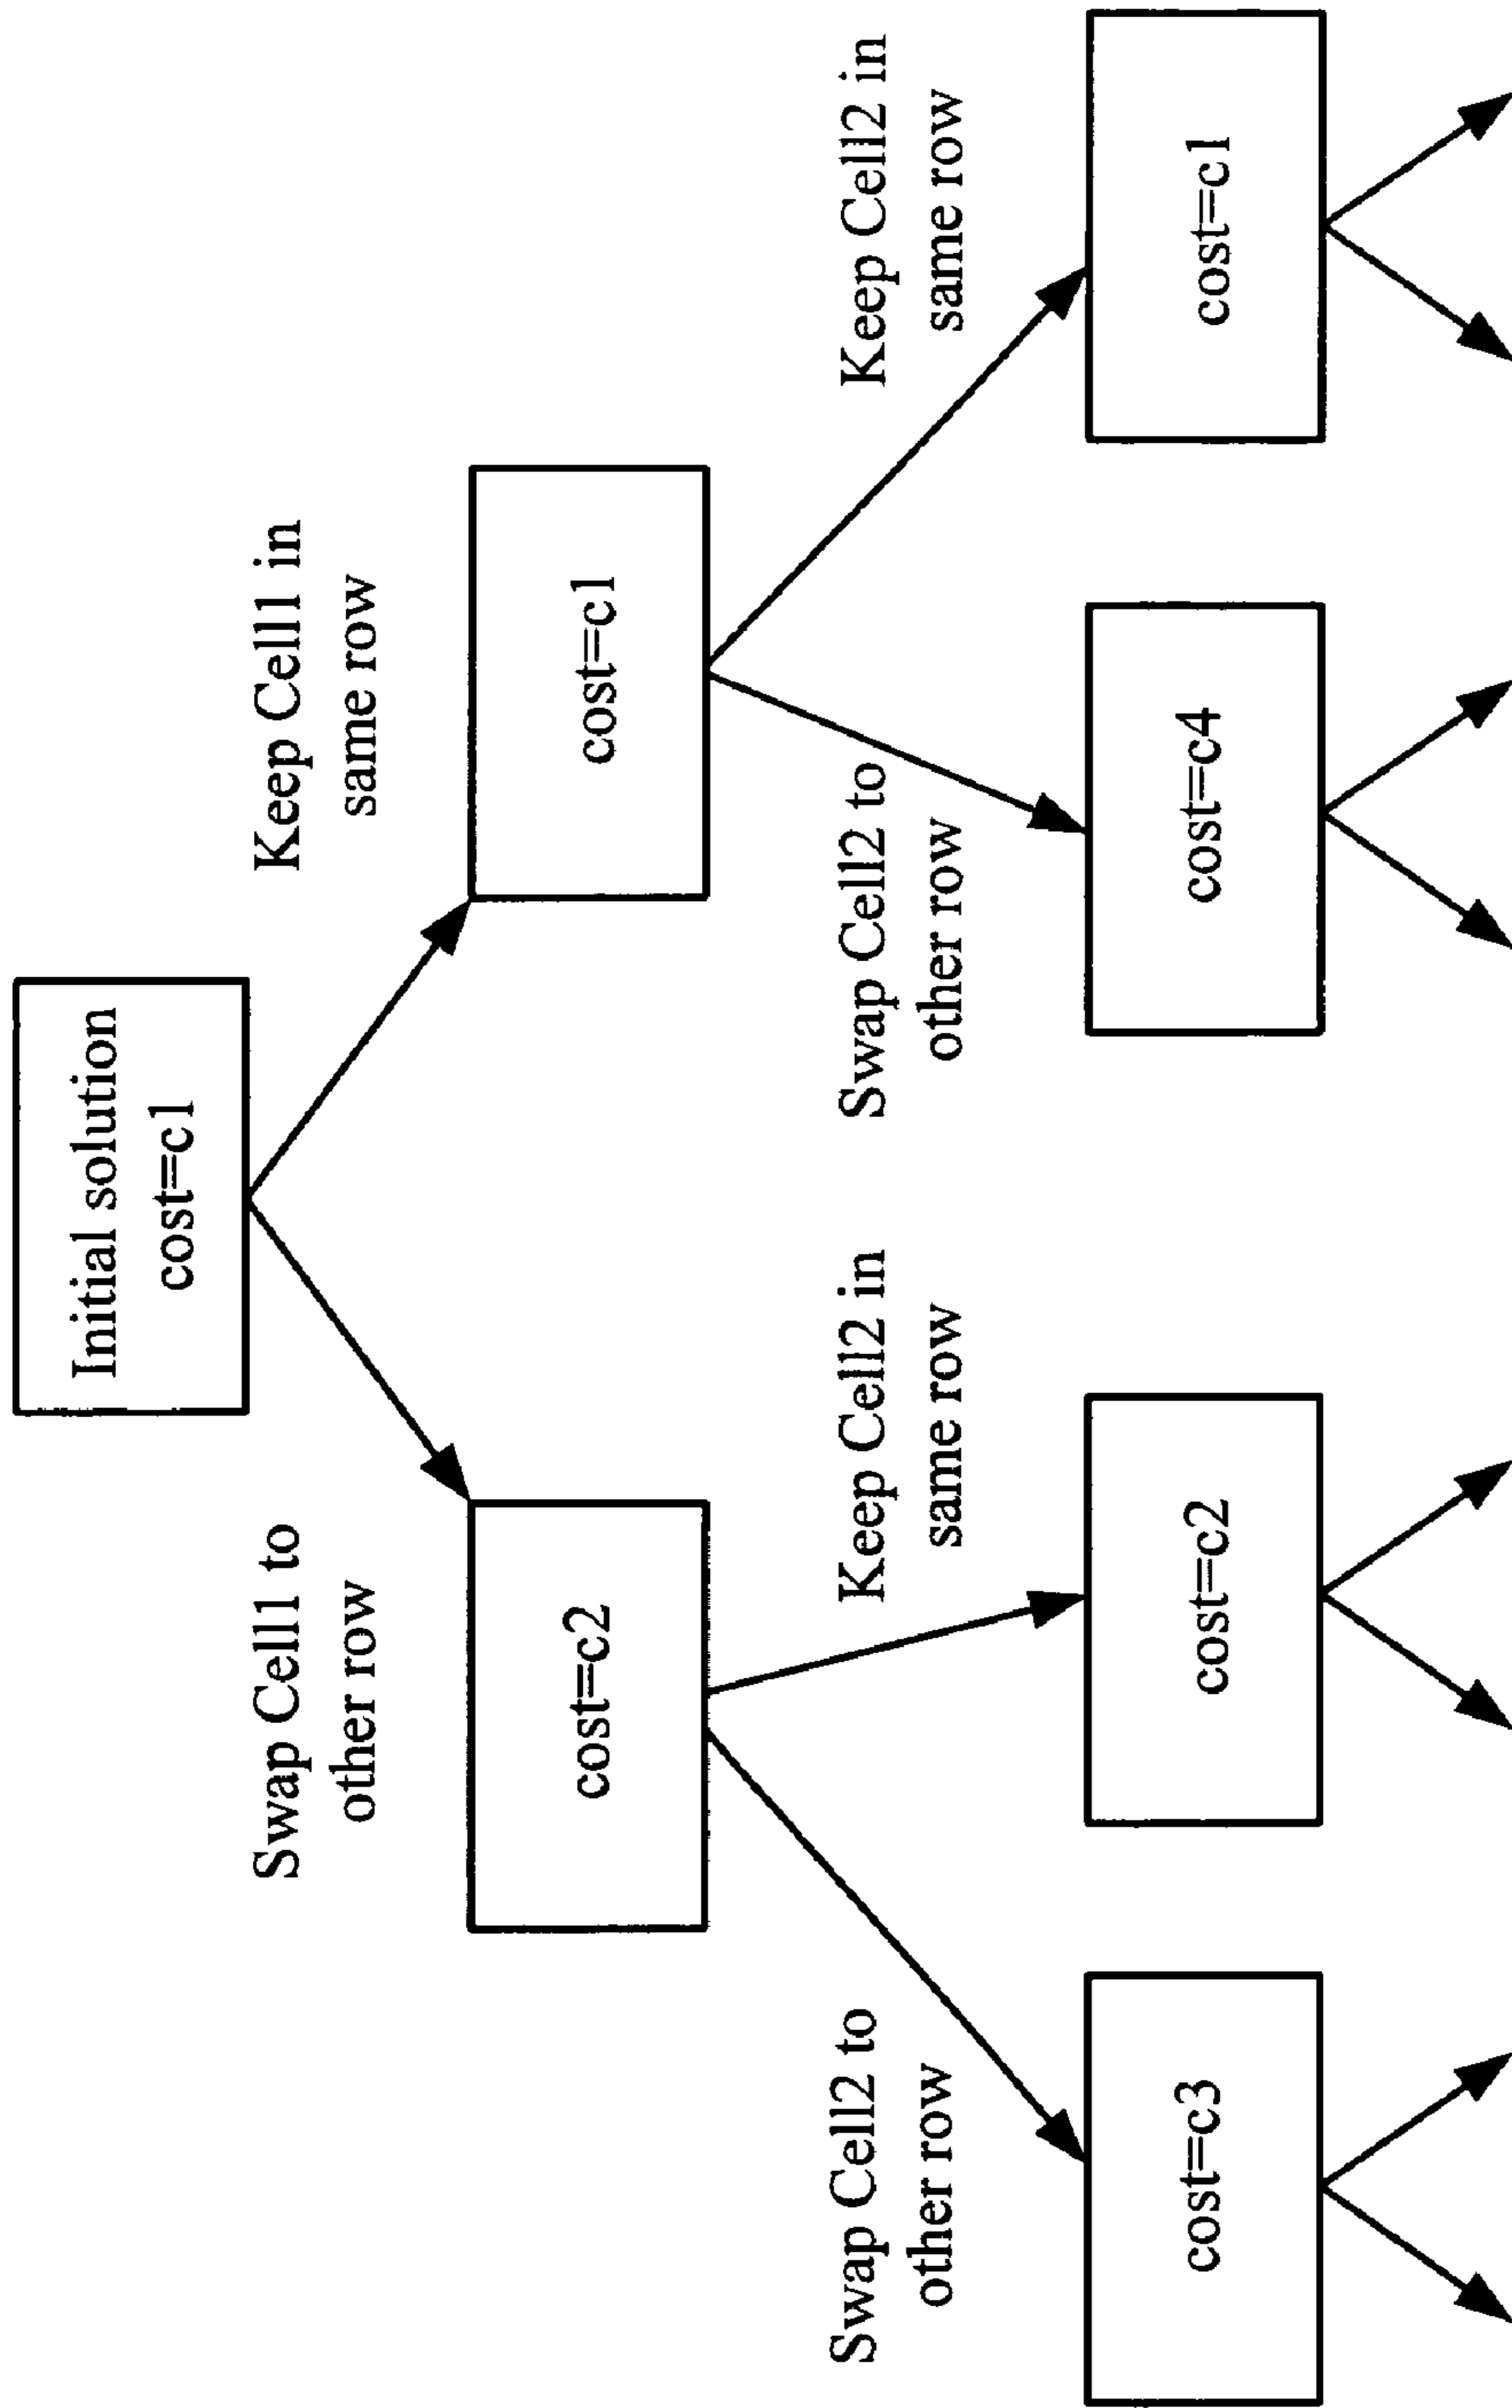 Initial solution
cost=c1
Swap Cell1 to
other row
Keep Cell1 in
same row
cost=c2
cost=c1
Swap Cell2 to
other row
Keep Cell2 in
same row
Swap Cell2 to
other row
Keep Cell2 in
same row
cost=c3
cost=c2
cost=c4
cost=c1